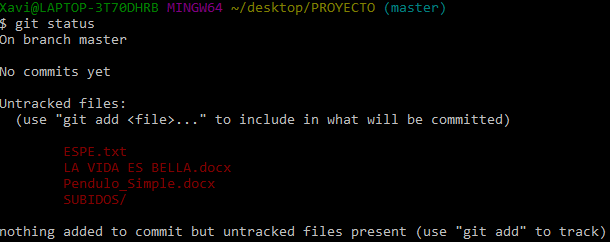 Xavi@LAPTOP-3T70DHRB MINGW64 ~/desktop/PROYECTO (master)
$ git status
On branch master
No commits yet
Untracked files:
(use "git add <file>..." to include in what will be committed)
ESPE.txt
LA VIDA ES BELLA.docx
Pendulo_Simple.docx
SUBIDOS/
nothing added to commit but untracked files present (use "git add" to track)